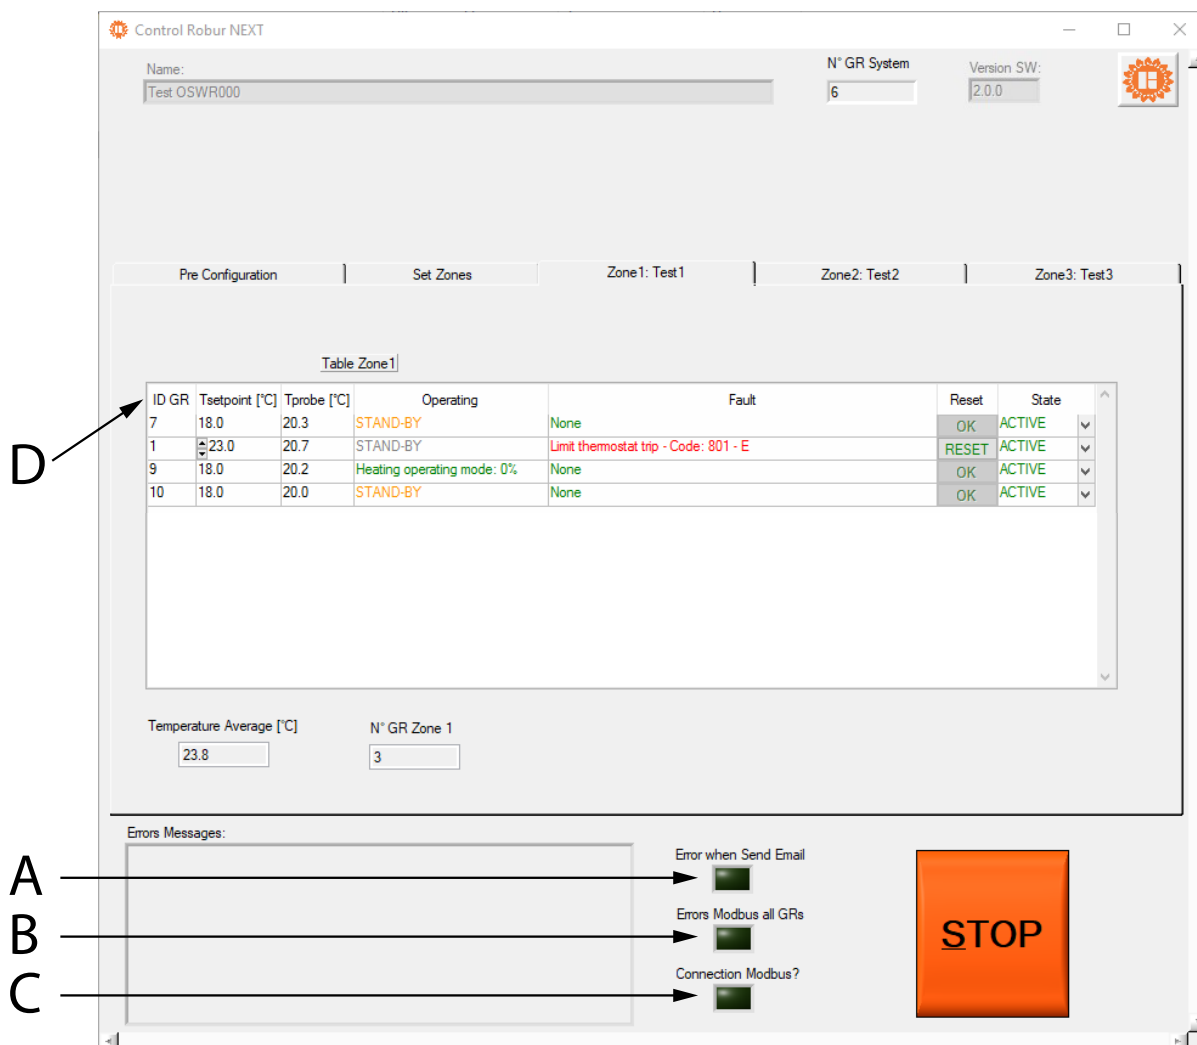 Control Robur NEXT
Name:
N° GR System
Version SW:
Test OSWR000
6
2.0.0
Pre Configuration
Set Zones
Zone1: Test1
Zone2: Test2
Zone3: Test3
Table Zone1
ID GR Tsetpoint [°C] Tprobe [°C] Operating Fault Reset State
7 18.0 20.3 STAND-BY None OK ACTIVE
1 23.0 20.7 STAND-BY Limit thermostat trip - Code: 801 - E RESET ACTIVE
9 18.0 20.2 Heating operating mode: 0% None OK ACTIVE
10 18.0 20.0 STAND-BY None OK ACTIVE
D
Temperature Average [°C]
N° GR Zone 1
23.8
3
Errors Messages:
Error when Send Email
A
Errors Modbus all GRs
B
STOP
Connection Modbus?
C